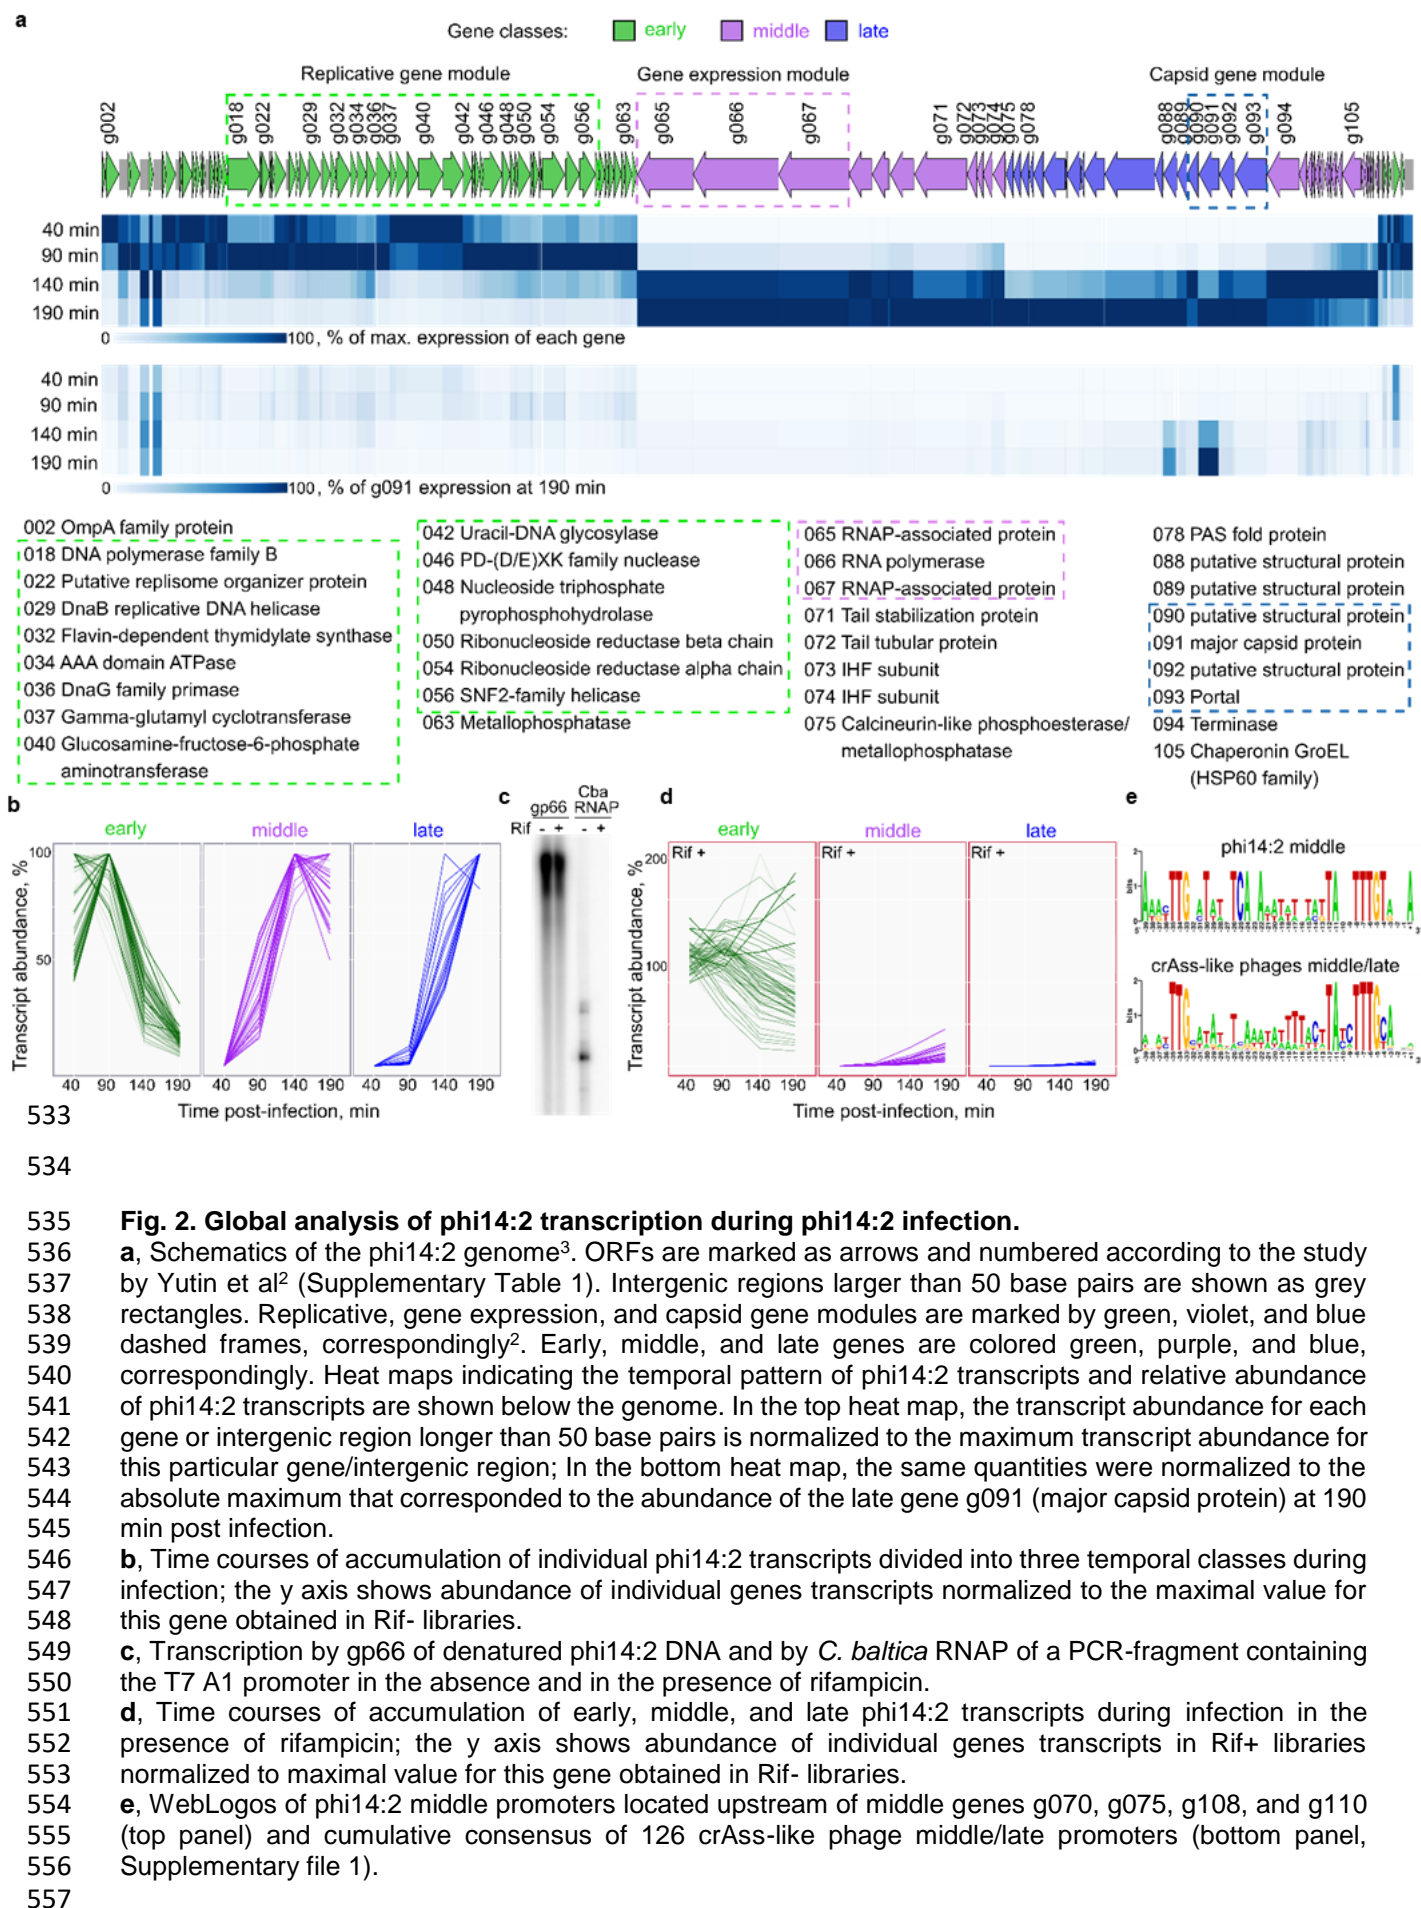 a
Gene classes: early middle late
Replicative gene module Gene expression module Capsid gene module
g002 g018 g022 g029 g032 g034 g036 g037 g040 g042 g046 g048 g050 g054 g056 g063 g065 g066 g067 g071 g072 g073 g074 g075 g078 g088 g089 g090 g091 g092 g093 g094 g105
40 min
90 min
140 min
190 min
0 100, % of max. expression of each gene
40 min
90 min
140 min
190 min
0 100, % of g091 expression at 190 min
002 OmpA family protein
018 DNA polymerase family B
022 Putative replisome organizer protein
029 DnaB replicative DNA helicase
032 Flavin-dependent thymidylate synthase
034 AAA domain ATPase
036 DnaG family primase
037 Gamma-glutamyl cyclotransferase
040 Glucosamine-fructose-6-phosphate
aminotransferase
042 Uracil-DNA glycosylase
046 PD-(D/E)XK family nuclease
048 Nucleoside triphosphate
pyrophosphohydrolase
050 Ribonucleoside reductase beta chain
054 Ribonucleoside reductase alpha chain
056 SNF2-family helicase
063 Metallophosphatase
065 RNAP-associated protein
066 RNA polymerase
067 RNAP-associated protein
071 Tail stabilization protein
072 Tail tubular protein
073 IHF subunit
074 IHF subunit
075 Calcineurin-like phosphoesterase/
metallophosphatase
078 PAS fold protein
088 putative structural protein
089 putative structural protein
090 putative structural protein
091 major capsid protein
092 putative structural protein
093 Portal
094 Terminase
105 Chaperonin GroEL
(HSP60 family)
b
early middle late
Transcript abundance, %
100
50
40 90 140 190 40 90 140 190 40 90 140 190
Time post-infection, min
c
gp66 Cba
RNAP
Rif - + - +
d
early middle late
Rif + Rif + Rif +
Transcript abundance, %
200
100
40 90 140 190 40 90 140 190 40 90 140 190
Time post-infection, min
e
phi14:2 middle
bits
crAss-like phages middle/late
bits
533
534
535 Fig. 2. Global analysis of phi14:2 transcription during phi14:2 infection.
536 a, Schematics of the phi14:2 genome³. ORFs are marked as arrows and numbered according to the study
537 by Yutin et al² (Supplementary Table 1). Intergenic regions larger than 50 base pairs are shown as grey
538 rectangles. Replicative, gene expression, and capsid gene modules are marked by green, violet, and blue
539 dashed frames, correspondingly². Early, middle, and late genes are colored green, purple, and blue,
540 correspondingly. Heat maps indicating the temporal pattern of phi14:2 transcripts and relative abundance
541 of phi14:2 transcripts are shown below the genome. In the top heat map, the transcript abundance for each
542 gene or intergenic region longer than 50 base pairs is normalized to the maximum transcript abundance for
543 this particular gene/intergenic region; In the bottom heat map, the same quantities were normalized to the
544 absolute maximum that corresponded to the abundance of the late gene g091 (major capsid protein) at 190
545 min post infection.
546 b, Time courses of accumulation of individual phi14:2 transcripts divided into three temporal classes during
547 infection; the y axis shows abundance of individual genes transcripts normalized to the maximal value for
548 this gene obtained in Rif- libraries.
549 c, Transcription by gp66 of denatured phi14:2 DNA and by C. baltica RNAP of a PCR-fragment containing
550 the T7 A1 promoter in the absence and in the presence of rifampicin.
551 d, Time courses of accumulation of early, middle, and late phi14:2 transcripts during infection in the
552 presence of rifampicin; the y axis shows abundance of individual genes transcripts in Rif+ libraries
553 normalized to maximal value for this gene obtained in Rif- libraries.
554 e, WebLogos of phi14:2 middle promoters located upstream of middle genes g070, g075, g108, and g110
555 (top panel) and cumulative consensus of 126 crAss-like phage middle/late promoters (bottom panel,
556 Supplementary file 1).
557